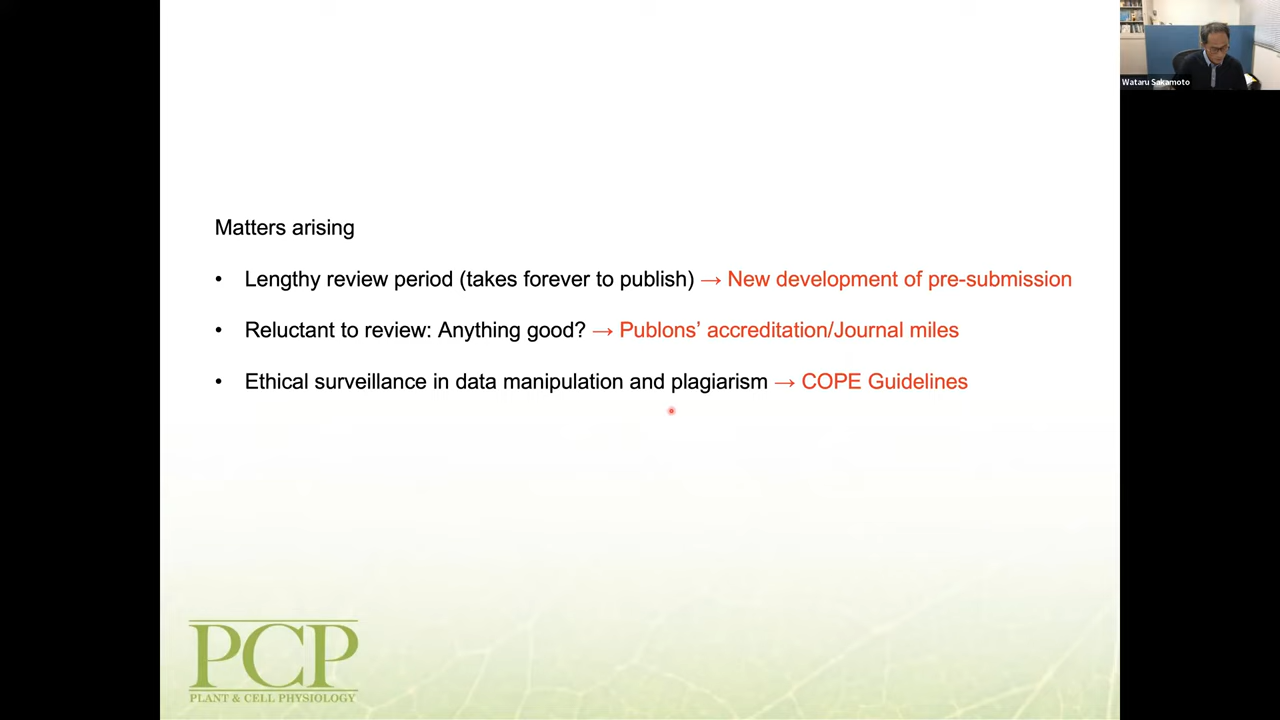 Wataru Sakamoto
Matters arising
• Lengthy review period (takes forever to publish) → New development of pre-submission
• Reluctant to review: Anything good? → Publons’ accreditation/Journal miles
• Ethical surveillance in data manipulation and plagiarism → COPE Guidelines
PCP
PLANT & CELL PHYSIOLOGY